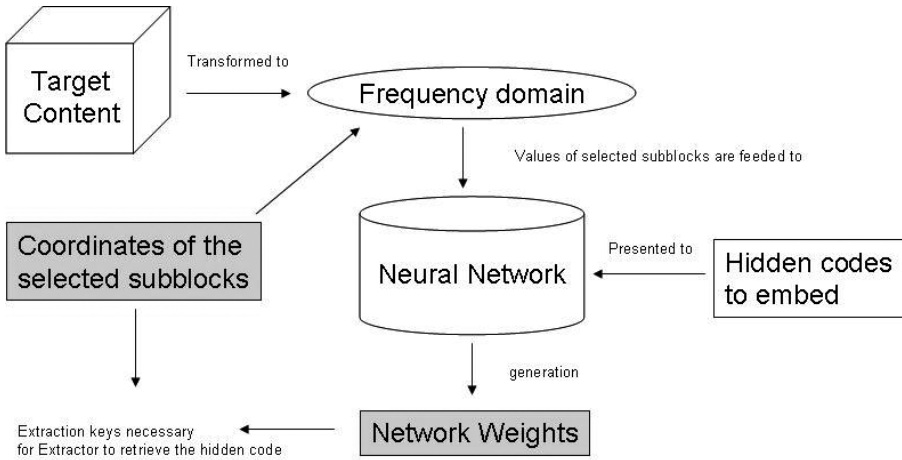 Target
Content
Transformed to
Frequency domain
Values of selected subblocks are feeded to
Coordinates of the
selected subblocks
Neural Network
Presented to
Hidden codes
to embed
generation
Extraction keys necessary
for Extractor to retrieve the hidden code
Network Weights